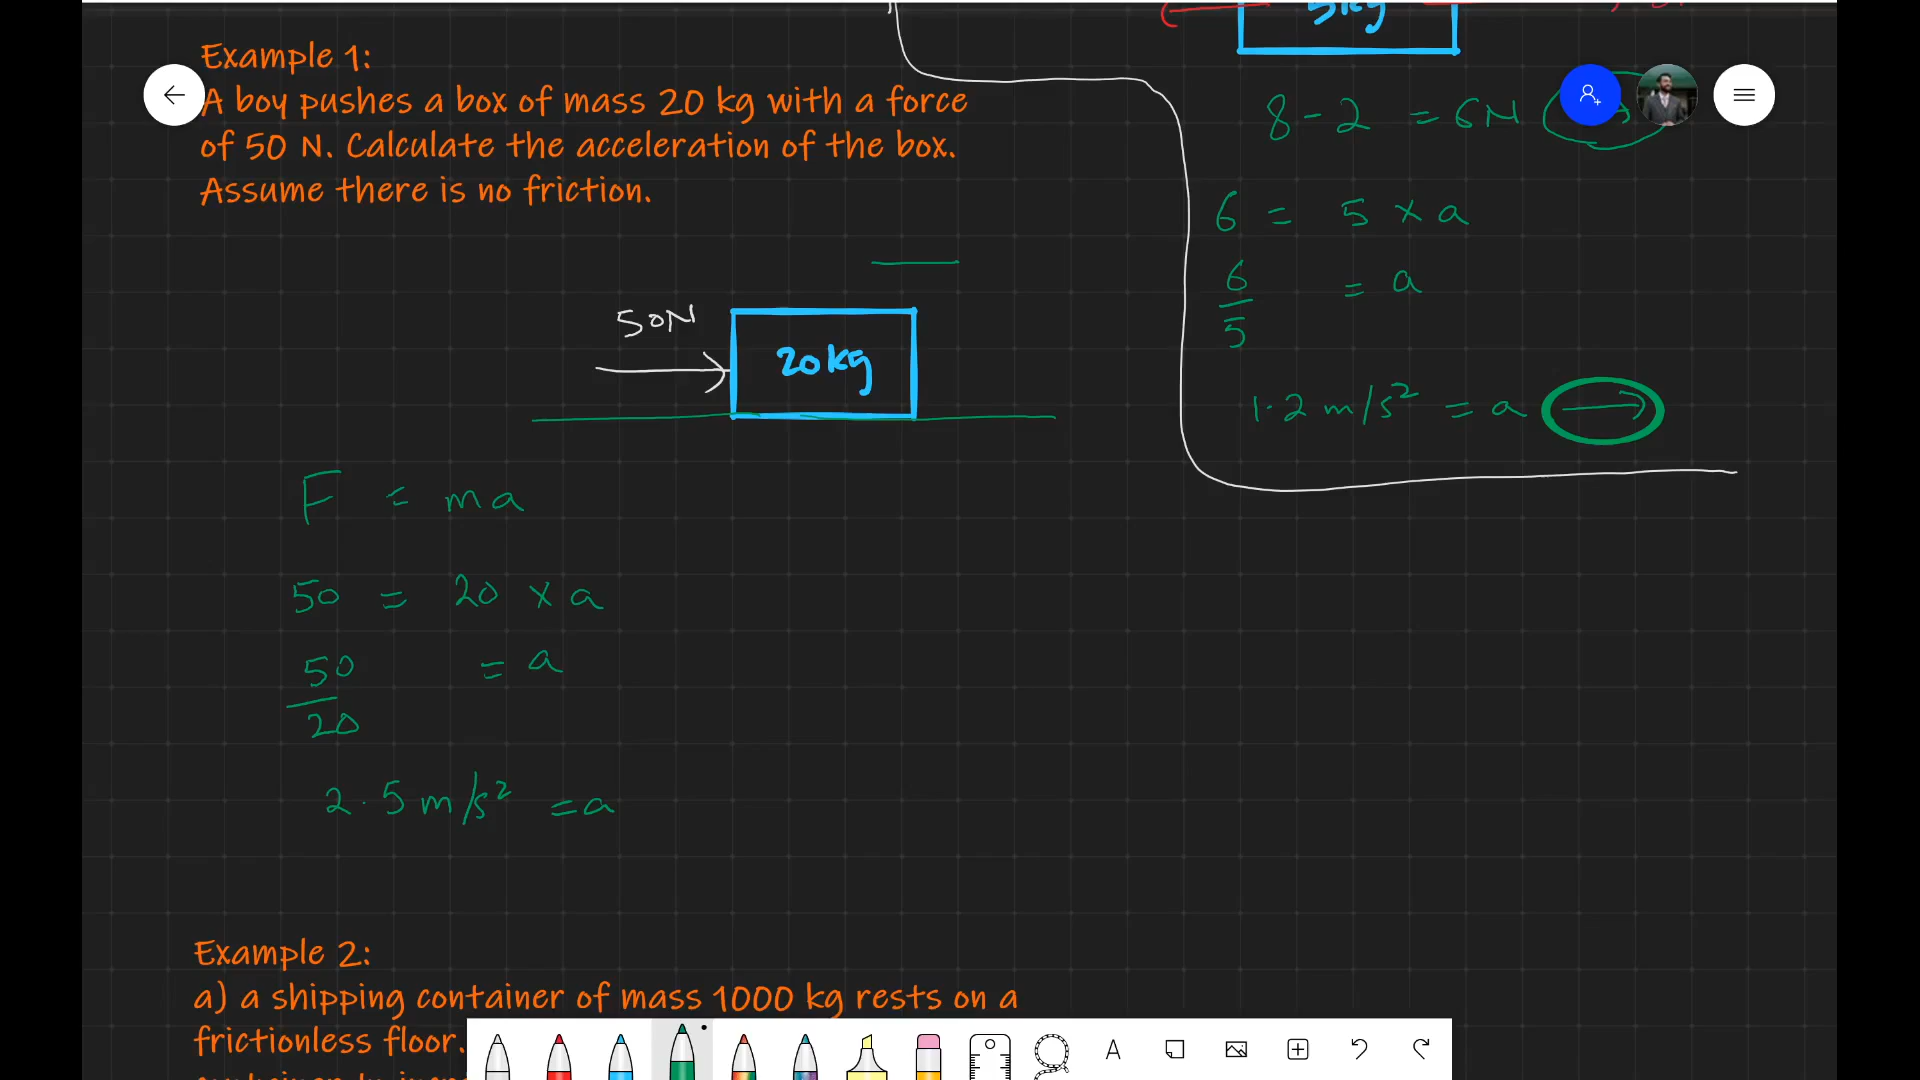 Example 1:
A boy pushes a box of mass 20 kg with a force
of 50 N. Calculate the acceleration of the box.
Assume there is no friction.
50N
20kg
F = ma
50 = 20 × a
50
20
= a
2.5 m/s² = a
5kg
8 - 2 = 6N
6 = 5 × a
6
5
= a
1.2 m/s² = a
Example 2:
a) a shipping container of mass 1000 kg rests on a
frictionless floor.
A